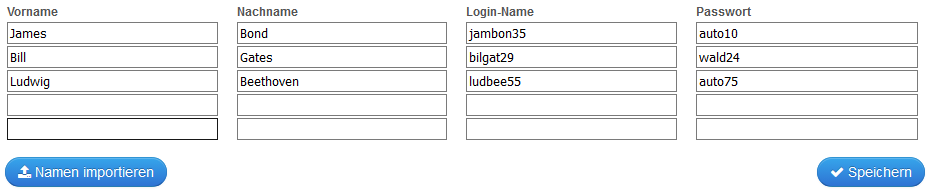 Vorname Nachname Login-Name Passwort
James Bond jambon35 auto10
Bill Gates bilgat29 wald24
Ludwig Beethoven ludbee55 auto75
Namen importieren Speichern